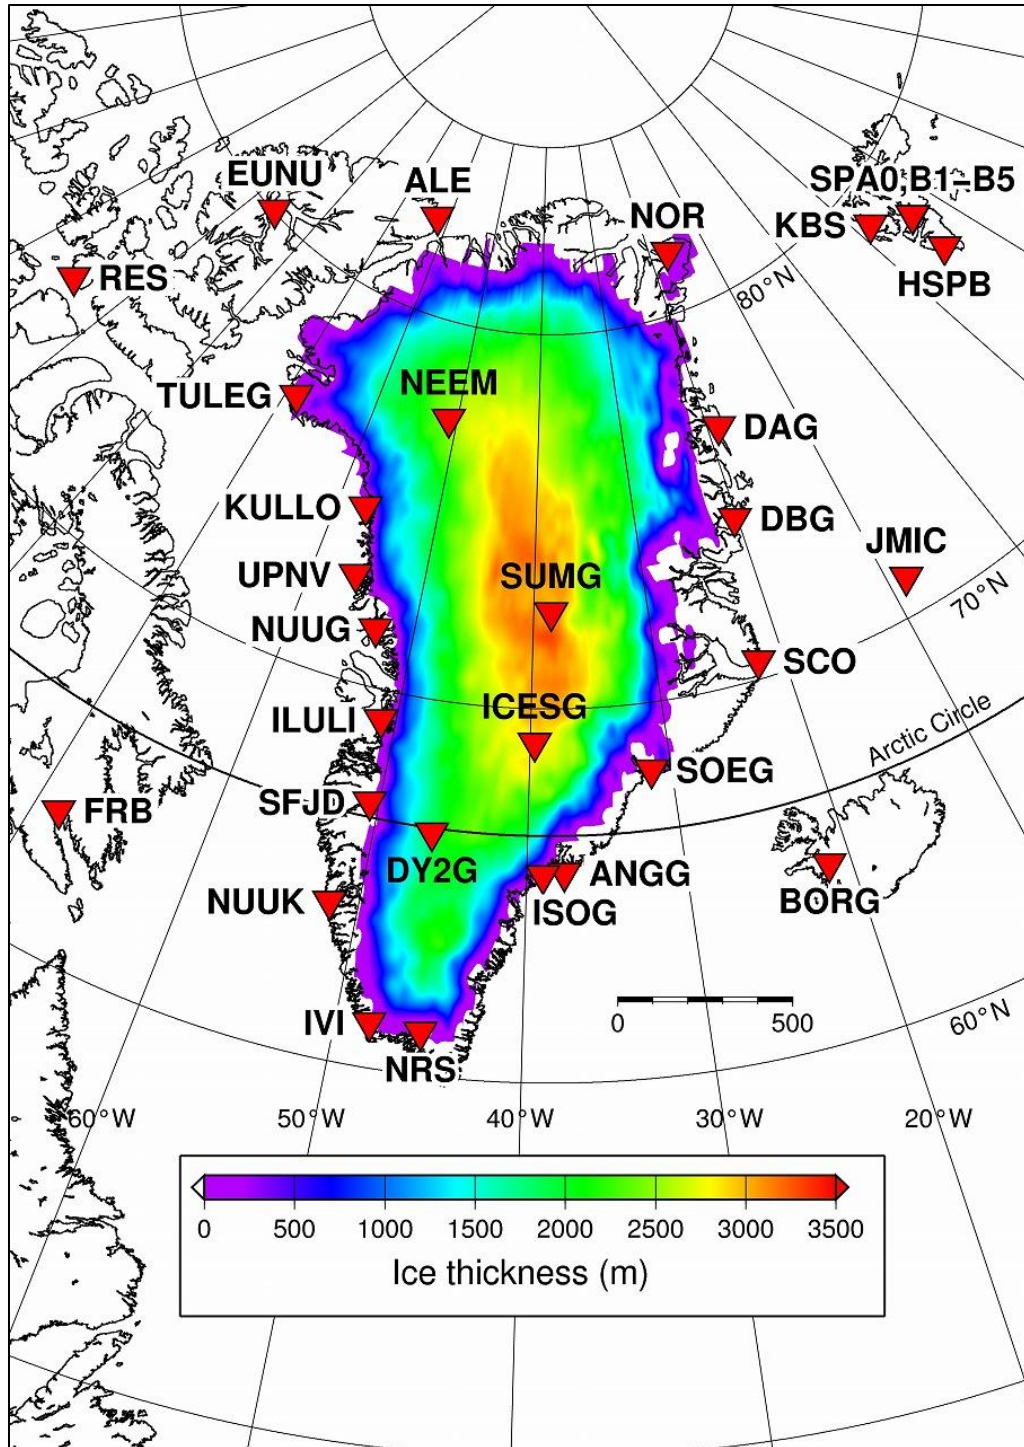 EUNU
ALE
SPA0,B1-B5
NOR
KBS
RES
HSPB
80°N
NEEM
TULEG
DAG
KULLO
DBG
JMIC
UPNV
SUMG
70°N
NUUG
SCO
ILULI
ICESG
Arctic Circle
SOEG
SFJD
FRB
DY2G
ANGG
NUUK
ISOG
BORG
IVI
0 500
60°N
NRS
60°W 50°W 40°W 30°W 20°W
0 500 1000 1500 2000 2500 3000 3500
Ice thickness (m)